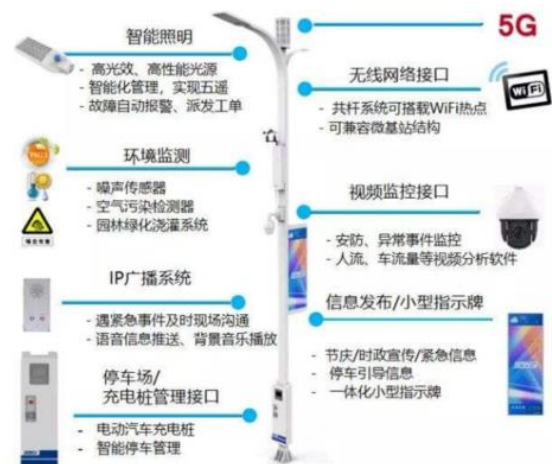 智能照明
- 高光效、高性能光源
- 智能化管理，实现五遥
- 故障自动报警、派发工单
环境监测
- 噪声传感器
- 空气污染检测器
- 园林绿化浇灌系统
IP广播系统
- 遇紧急事件及时现场沟通
- 语音信息推送、背景音乐播放
停车场/
充电桩管理接口
- 电动汽车充电桩
- 智能停车管理
5G
无线网络接口
- 共杆系统可搭载WiFi热点
- 可兼容微基站结构
WiFi
视频监控接口
- 安防、异常事件监控
- 人流、车流量等视频分析软件
信息发布/小型指示牌
- 节庆/时政宣传/紧急信息
- 停车引导信息
- 一体化小型指示牌